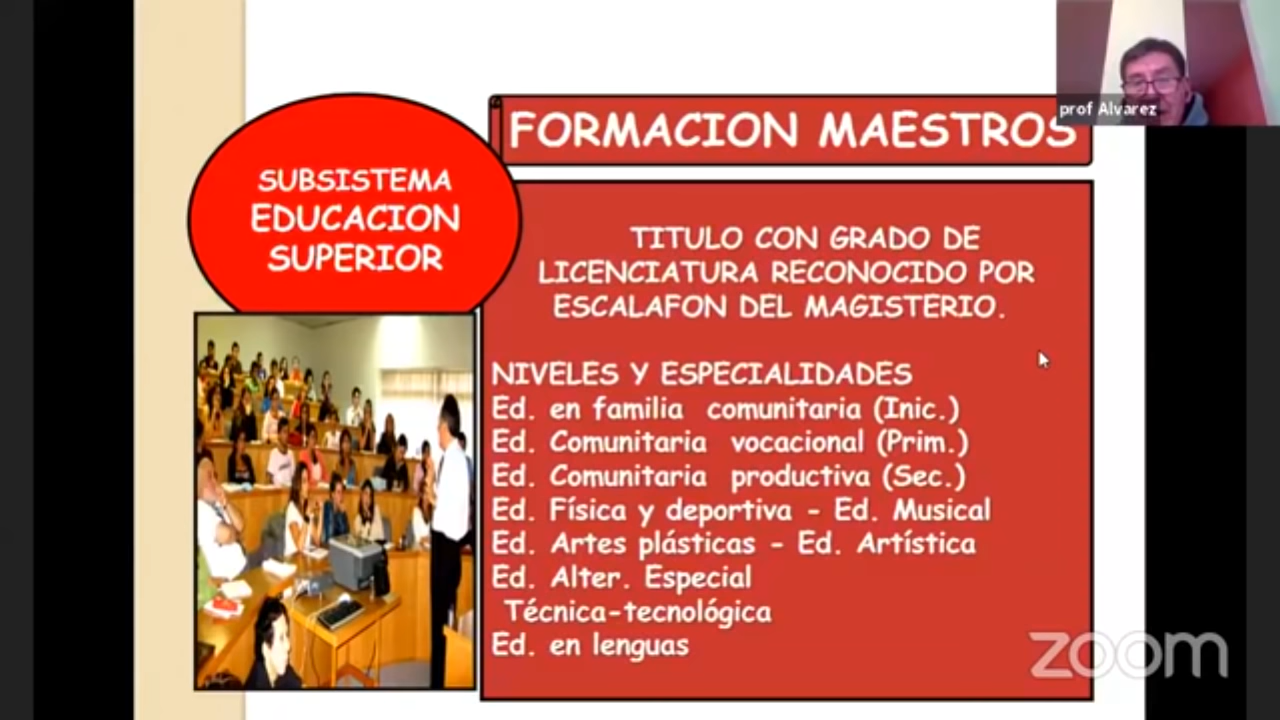 prof Alvarez
FORMACION MAESTROS
SUBSISTEMA
EDUCACION
SUPERIOR
TITULO CON GRADO DE
LICENCIATURA RECONOCIDO POR
ESCALAFON DEL MAGISTERIO.
NIVELES Y ESPECIALIDADES
Ed. en familia comunitaria (Inic.)
Ed. Comunitaria vocacional (Prim.)
Ed. Comunitaria productiva (Sec.)
Ed. Física y deportiva - Ed. Musical
Ed. Artes plásticas - Ed. Artística
Ed. Alter. Especial
Técnica-tecnológica
Ed. en lenguas
zoom